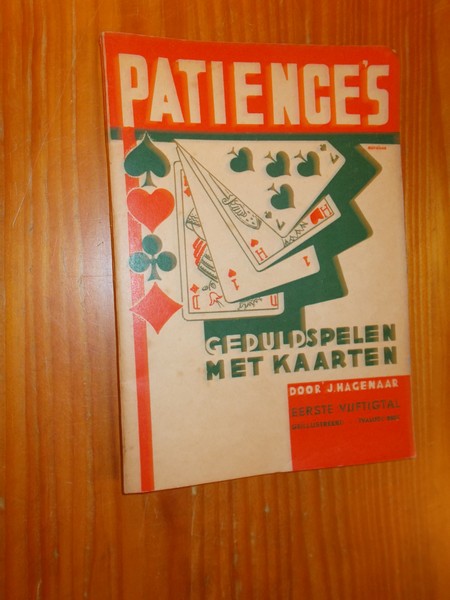 PATIENCE'S
GEDULDSPELEN
MET KAARTEN
DOOR J. HAGENAAR
EERSTE VIJFTIGTAL